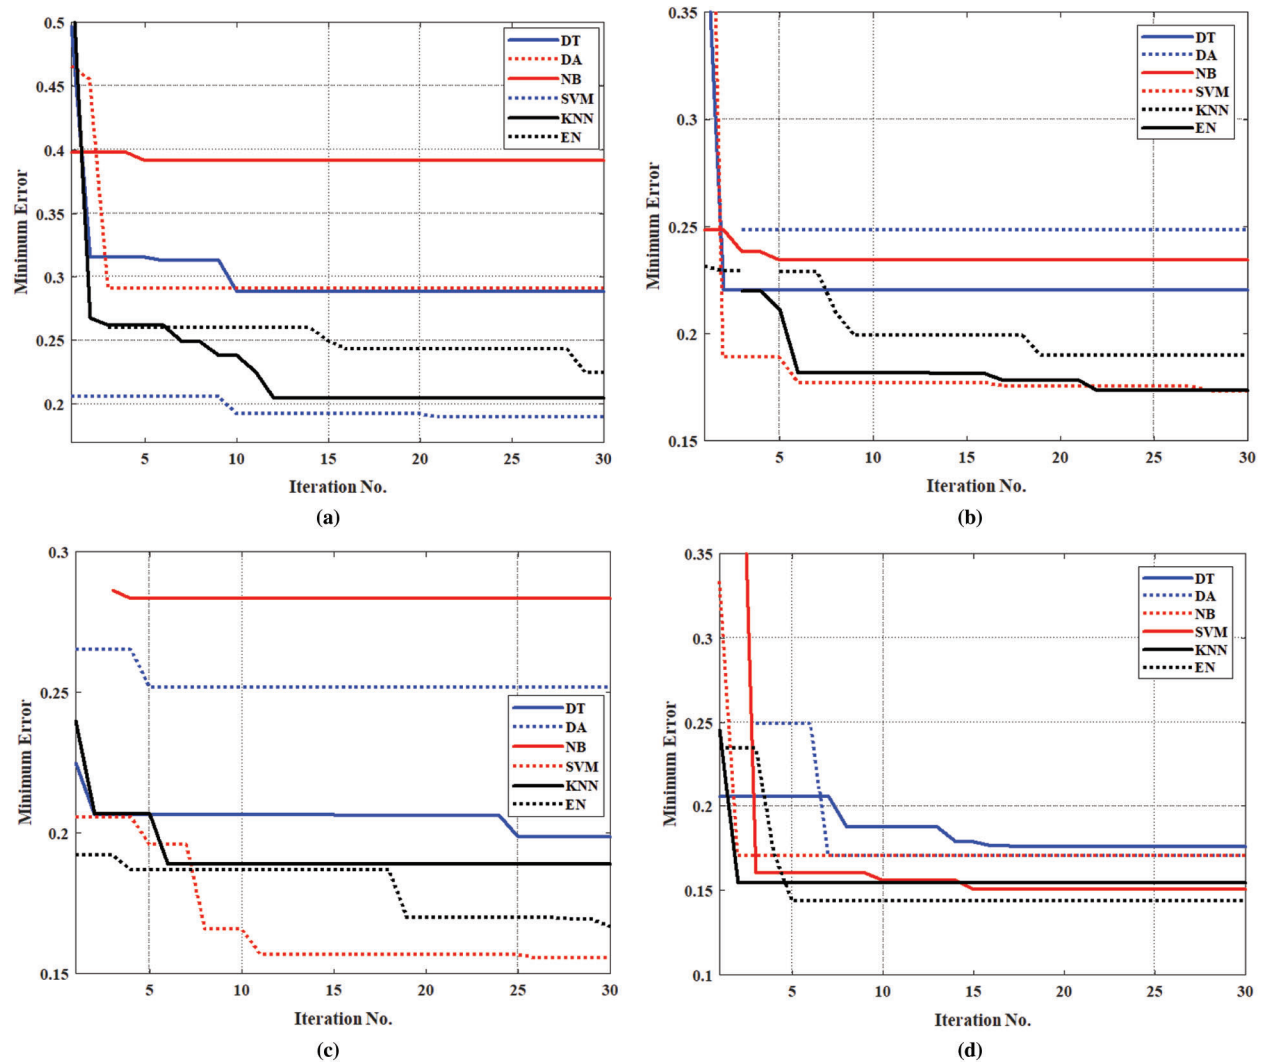 0.5
0.45
0.4
0.35
0.3
0.25
0.2
Minimum Error
DT
DA
NB
SVM
KNN
EN
5
10
15
20
25
30
Iteration No.
(a)
0.35
0.3
0.25
0.2
0.15
Minimum Error
DT
DA
NB
SVM
KNN
EN
5
10
15
20
25
30
Iteration No.
(b)
0.3
0.25
0.2
0.15
Minimum Error
DT
DA
NB
SVM
KNN
EN
5
10
15
20
25
30
Iteration No.
(c)
0.35
0.3
0.25
0.2
0.15
0.1
Minimum Error
DT
DA
NB
SVM
KNN
EN
5
10
15
20
25
30
Iteration No.
(d)